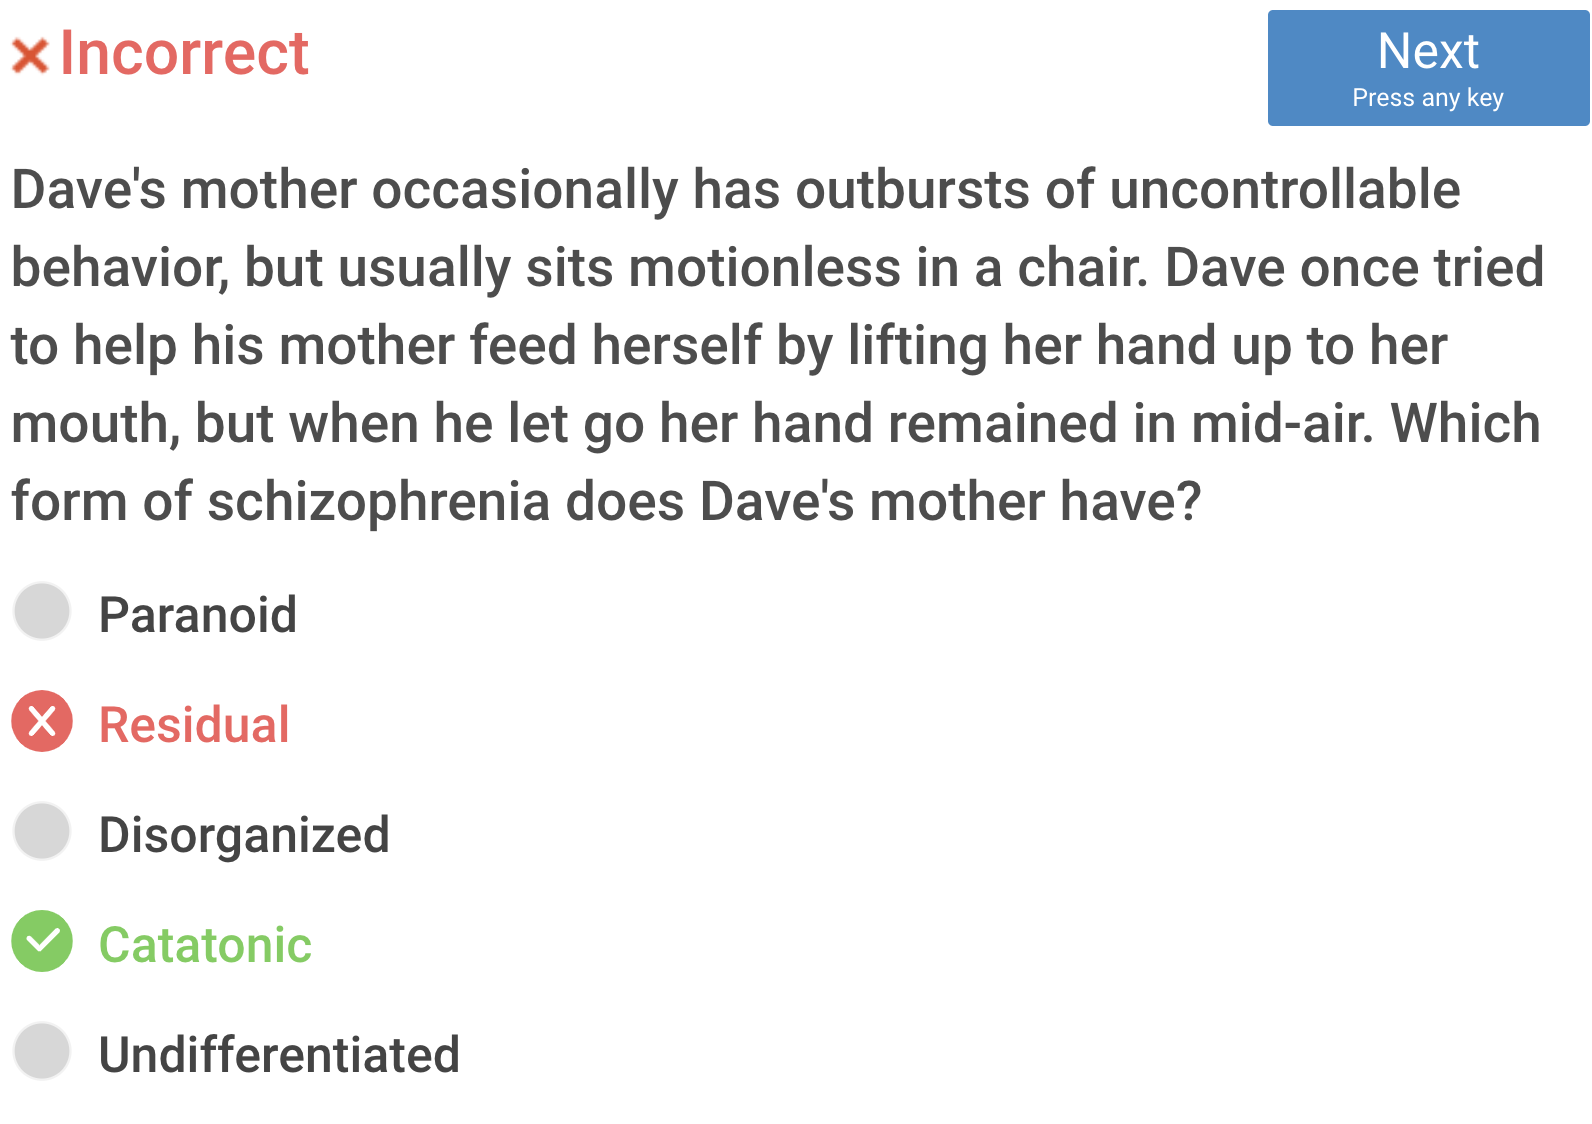 Incorrect
Next
Press any key
Dave's mother occasionally has outbursts of uncontrollable
behavior, but usually sits motionless in a chair. Dave once tried
to help his mother feed herself by lifting her hand up to her
mouth, but when he let go her hand remained in mid-air. Which
form of schizophrenia does Dave's mother have?
Paranoid
Residual
Disorganized
Catatonic
Undifferentiated